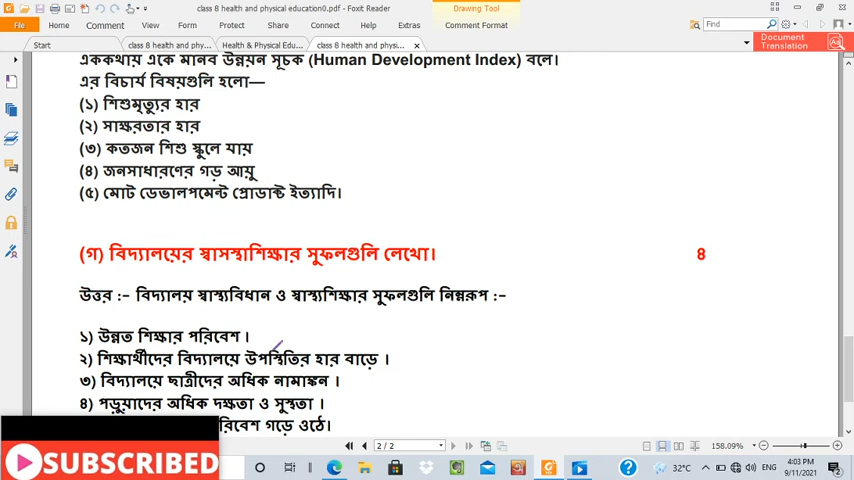 class 8 health and physical education0.pdf - Foxit Reader
Drawing Tool
File Home Comment View Form Protect Share Connect Help Extras Comment Format Find
Start class 8 health and phy... Health & Physical Edu... class 8 health and physi...
Document Translation
এককথায় একে মানব উন্নয়ন সূচক (Human Development Index) বলে।
এর বিচার্য বিষয়গুলি হলো—
(১) শিশুমৃত্যুর হার
(২) সাক্ষরতার হার
(৩) কতজন শিশু স্কুলে যায়
(৪) জনসাধারণের গড় আয়ু
(৫) মোট ডেভালপমেন্ট প্রোডাক্ট ইত্যাদি।
(গ) বিদ্যালয়ের স্বাসস্থাশিক্ষার সুফলগুলি লেখো। 8
উত্তর :- বিদ্যালয় স্বাস্থ্যবিধান ও স্বাস্থ্যশিক্ষার সুফলগুলি নিম্নরূপ :-
১) উন্নত শিক্ষার পরিবেশ ।
২) শিক্ষার্থীদের বিদ্যালয়ে উপস্থিতির হার বাড়ে ।
৩) বিদ্যালয়ে ছাত্রীদের অধিক নামাঙ্কন ।
৪) পড়ুয়াদের অধিক দক্ষতা ও সুস্থতা ।
রিবেশ গড়ে ওঠে।
2 / 2 158.09%
SUBSCRIBED
32°C ENG 4:03 PM
9/11/2021